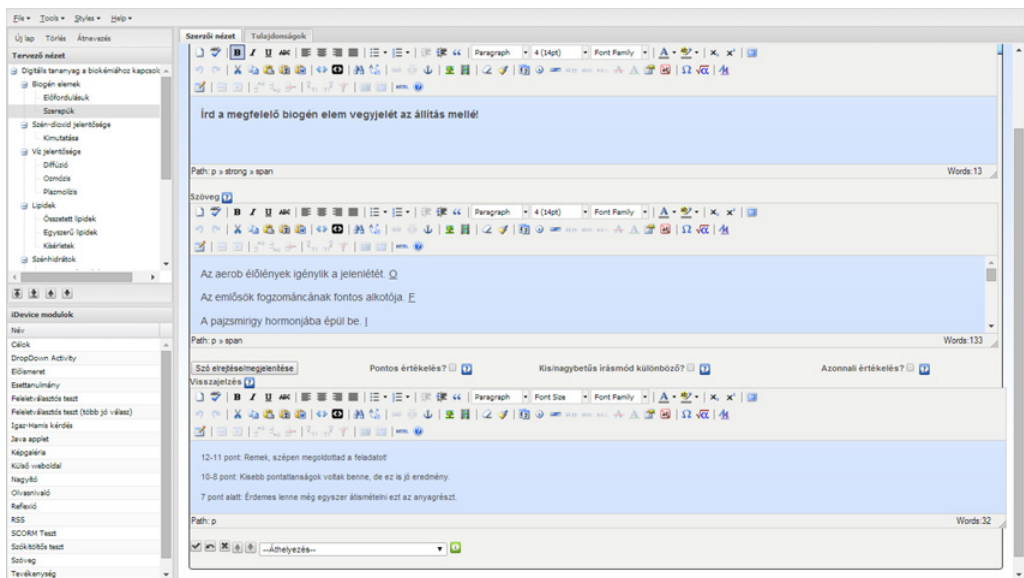 File Tools Styles Help
Új lap Törlés Átnevezés
Tervező nézet
Digitális tananyag a biokémiához kapcsolc
Biogén elemek
Előfordulásuk
Szerepük
Szén-dioxid jelentősége
Kimutatása
Víz jelentősége
Diffúzió
Ozmózis
Plazmolízis
Lipidek
Összetett lipidek
Egyszerű lipidek
Kísérletek
Szénhidrátok
iDevice modulok
Név
Célok
DropDown Activity
Előismeret
Esettanulmány
Feleletválasztós teszt
Feleletválasztós teszt (több jó válasz)
Igaz-Hamis kérdés
Java applet
Képgaléria
Külső weboldal
Nagyító
Olvasnivaló
Reflexió
RSS
SCORM Teszt
Szókitöltős teszt
Szöveg
Tevékenység
Szerzői nézet Tulajdonságok
B I U ABC Paragraph 4 (14pt) Font Family A x, x'
HTML
Írd a megfelelő biogén elem vegyjelét az állítás mellé!
Path: p » strong » span Words:13
Szöveg
B I U ABC Paragraph 4 (14pt) Font Family A x, x'
HTML
Az aerob élőlények igénylik a jelenlétét. O
Az emlősök fogzománcának fontos alkotója. F
A pajzsmirigy hormonjába épül be. I
Path: p » span Words:133
Szó elrejtése/megjelenítése Pontos értékelés? Kis/nagybetűs írásmód különböző? Azonnali értékelés?
Visszajelzés
B I U ABC Paragraph Font Size Font Family A x, x'
HTML
12-11 pont: Remek, szépen megoldottad a feladatot!
10-8 pont: Kisebb pontatlanságok voltak benne, de ez is jó eredmény.
7 pont alatt: Érdemes lenne még egyszer átismételni ezt az anyagrészt.
Path: p Words:32
--Áthelyezés--